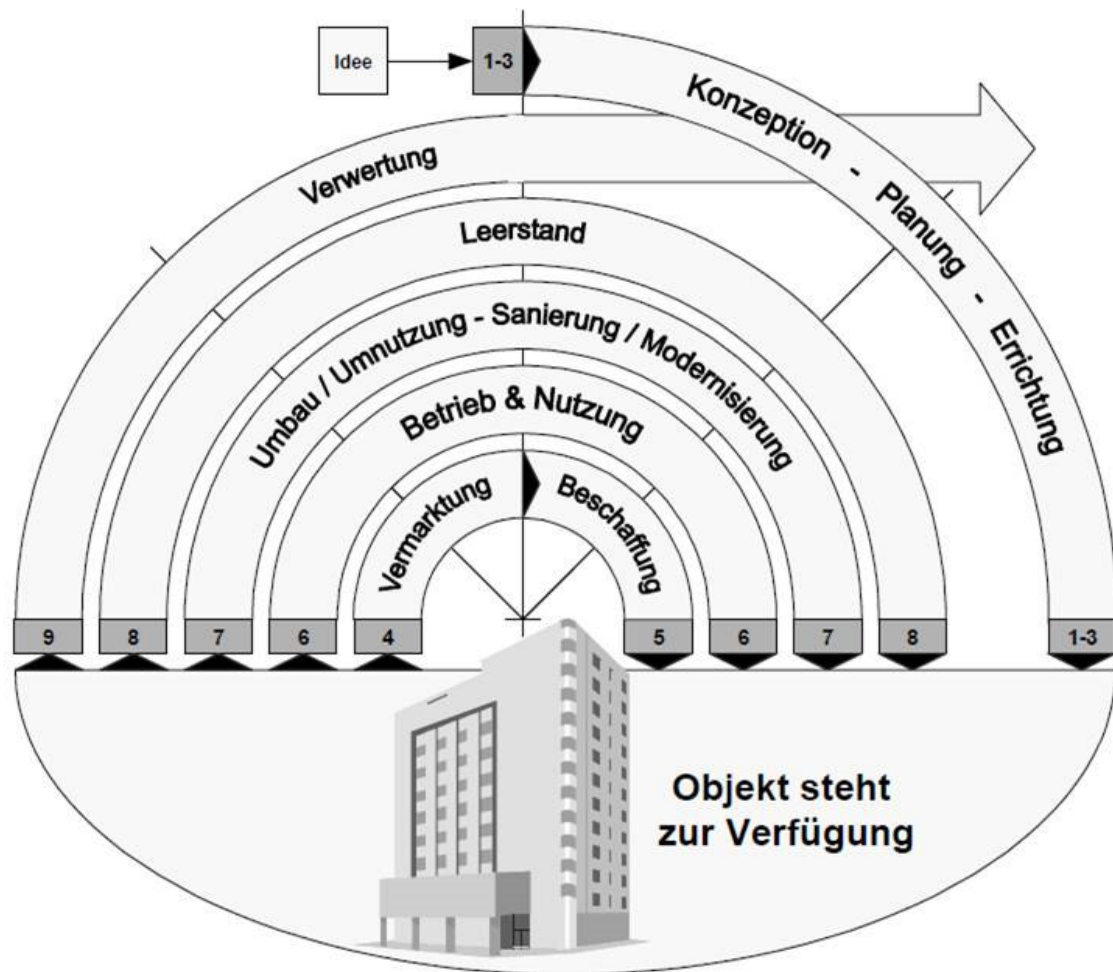 Idee
1-3
Konzeption - Planung - Errichtung
Verwertung
Leerstand
Umbau / Umnutzung - Sanierung / Modernisierung
Betrieb & Nutzung
Vermarktung
Beschaffung
9
8
7
6
4
5
6
7
8
1-3
Objekt steht
zur Verfügung